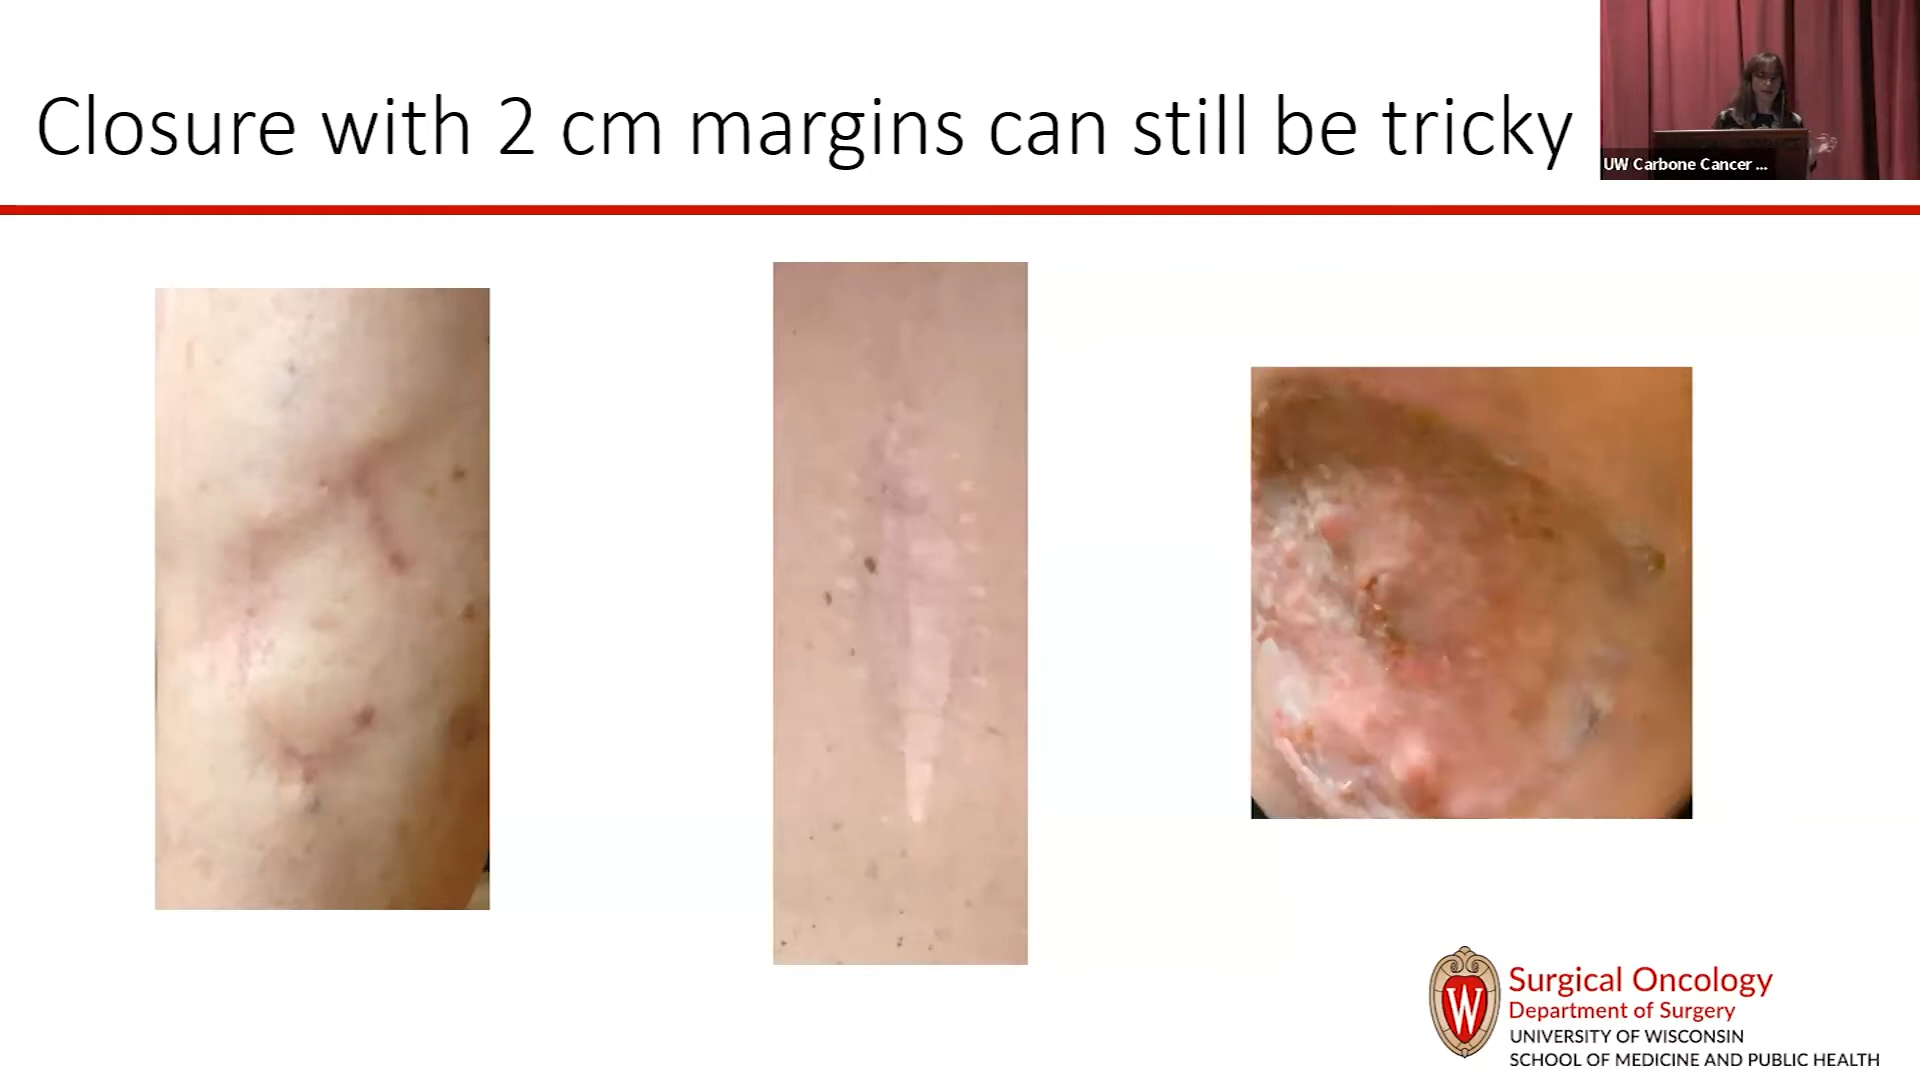 Closure with 2 cm margins can still be tricky
UW Carbone Cancer ...
W
Surgical Oncology
Department of Surgery
UNIVERSITY OF WISCONSIN
SCHOOL OF MEDICINE AND PUBLIC HEALTH